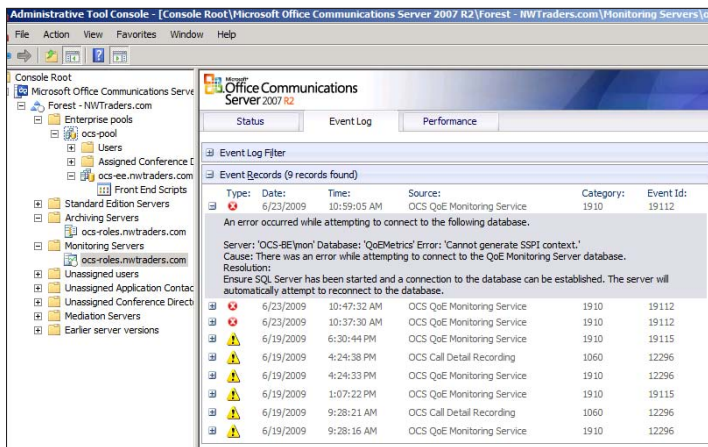 Administrative Tool Console - [Console Root\Microsoft Office Communications Server 2007 R2\Forest - NWTraders.com\Monitoring Servers\
File Action View Favorites Window Help
Console Root
Microsoft Office Communications Serve
Forest - NWTraders.com
Enterprise pools
ocs-pool
Users
Assigned Conference D
ocs-ee.nwtraders.com
Front End Scripts
Standard Edition Servers
Archiving Servers
ocs-roles.nwtraders.com
Monitoring Servers
ocs-roles.nwtraders.com
Unassigned users
Unassigned Application Contac
Unassigned Conference Directi
Mediation Servers
Earlier server versions
Microsoft
Office Communications
Server 2007 R2
Status Event Log Performance
Event Log Filter
Event Records (9 records found)
Type: Date: Time: Source: Category: Event Id:
6/23/2009 10:59:05 AM OCS QoE Monitoring Service 1910 19112
An error occurred while attempting to connect to the following database.
Server: 'OCS-BE\mon' Database: 'QoEMetrics' Error: 'Cannot generate SSPI context.'
Cause: There was an error while attempting to connect to the QoE Monitoring Server database.
Resolution:
Ensure SQL Server has been started and a connection to the database can be established. The server will
automatically attempt to reconnect to the database.
6/23/2009 10:47:32 AM OCS QoE Monitoring Service 1910 19112
6/23/2009 10:37:30 AM OCS QoE Monitoring Service 1910 19112
6/19/2009 6:30:44 PM OCS QoE Monitoring Service 1910 19115
6/19/2009 4:24:38 PM OCS Call Detail Recording 1060 12296
6/19/2009 4:24:33 PM OCS QoE Monitoring Service 1910 12296
6/19/2009 1:07:22 PM OCS QoE Monitoring Service 1910 19115
6/19/2009 9:28:21 AM OCS Call Detail Recording 1060 12296
6/19/2009 9:28:16 AM OCS QoE Monitoring Service 1910 12296